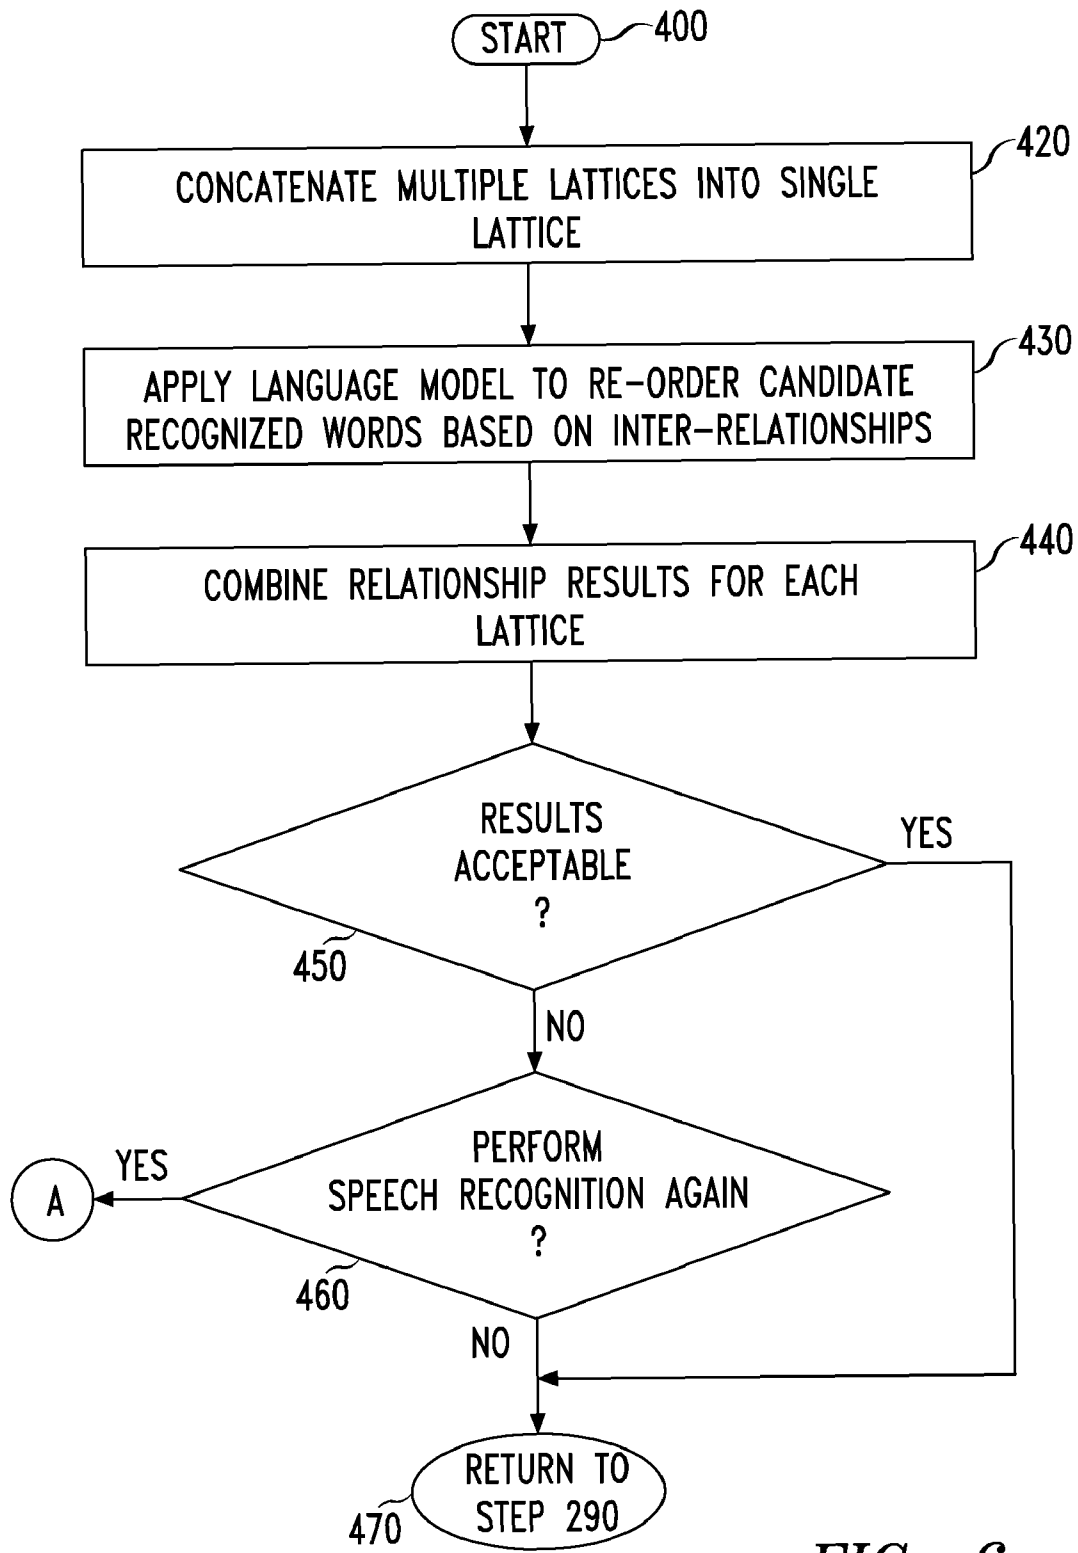 START
400
420
CONCATENATE MULTIPLE LATTICES INTO SINGLE
LATTICE
430
APPLY LANGUAGE MODEL TO RE-ORDER CANDIDATE
RECOGNIZED WORDS BASED ON INTER-RELATIONSHIPS
440
COMBINE RELATIONSHIP RESULTS FOR EACH
LATTICE
RESULTS
ACCEPTABLE
?
YES
450
NO
PERFORM
SPEECH RECOGNITION AGAIN
?
YES
A
460
NO
RETURN TO
STEP 290
470